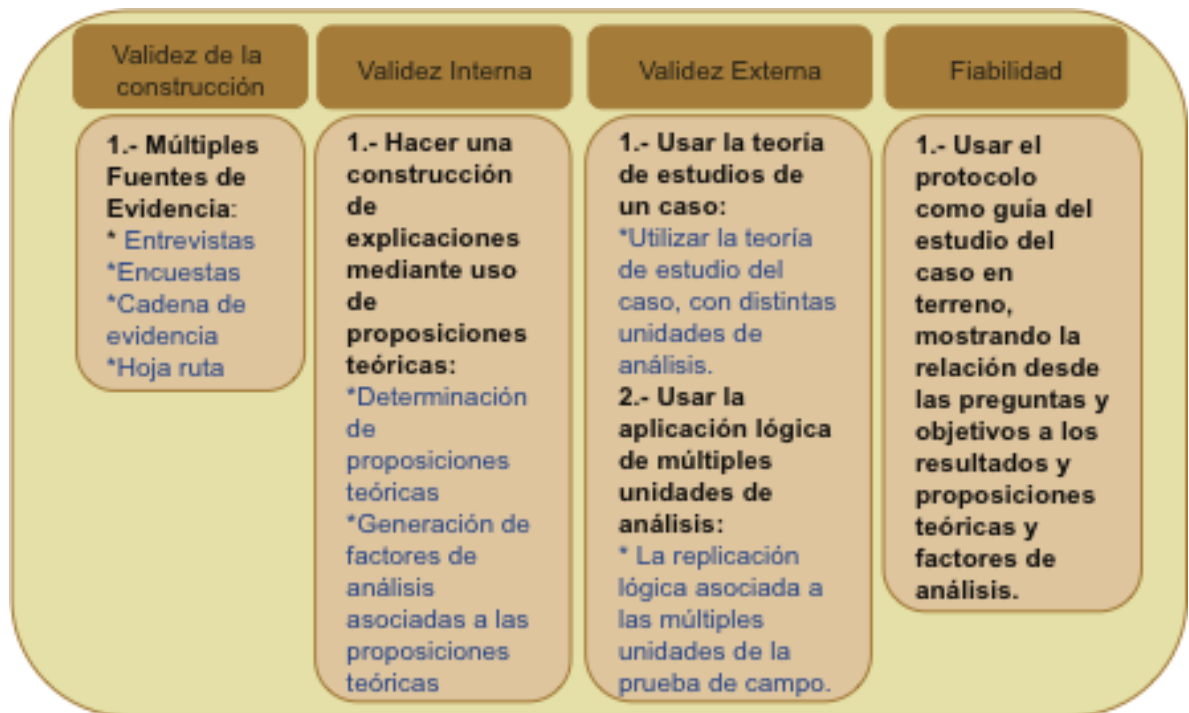 Validez de la
construcción
1.- Múltiples
Fuentes de
Evidencia:
* Entrevistas
*Encuestas
*Cadena de
evidencia
*Hoja ruta
Validez Interna
1.- Hacer una
construcción
de
explicaciones
mediante uso
de
proposiciones
teóricas:
*Determinación
de
proposiciones
teóricas
*Generación de
factores de
análisis
asociadas a las
proposiciones
teóricas
Validez Externa
1.- Usar la teoría
de estudios de
un caso:
*Utilizar la teoría
de estudio del
caso, con distintas
unidades de
análisis.
2.- Usar la
aplicación lógica
de múltiples
unidades de
análisis:
* La replicación
lógica asociada a
las múltiples
unidades de la
prueba de campo.
Fiabilidad
1.- Usar el
protocolo
como guía del
estudio del
caso en
terreno,
mostrando la
relación desde
las preguntas y
objetivos a los
resultados y
proposiciones
teóricas y
factores de
análisis.